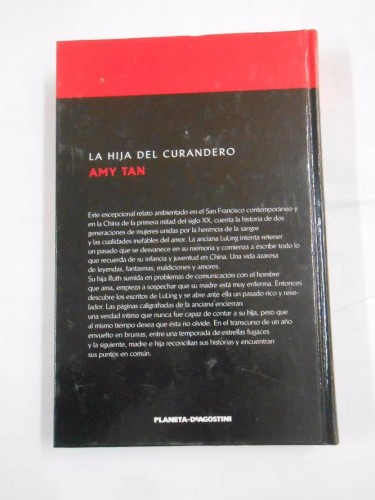 LA HIJA DEL CURANDERO
AMY TAN
Este excepcional relato ambientado en el San Francisco contemporáneo y
en la China de la primera mitad del siglo XX, cuenta la historia de dos
generaciones de mujeres unidas por la herencia de la sangre
y las cualidades inefables del amor. La anciana LuLing intenta retener
un pasado que se desvanece en su memoria y comienza a escribir todo lo
que recuerda de su infancia y juventud en China. Una vida azarosa
de leyendas, fantasmas, maldiciones y amores.
Su hija Ruth sumida en problemas de comunicación con el hombre
que ama, empieza a sospechar que su madre está muy enferma. Entonces
descubre los escritos de LuLing y se abre ante ella un pasado rico y reve-
lador. Las páginas caligrafiadas de la anciana encierran
una verdad íntima que nunca fue capaz de contar a su hija, pero que
al mismo tiempo desea que ésta no olvide. En el transcurso de un año
envuelto en brumas, entre una temporada de estrellas fugaces
y la siguiente, madre e hija reconcilian sus historias y encuentran
sus puntos en común.
PLANETA-DEAGOSTINI